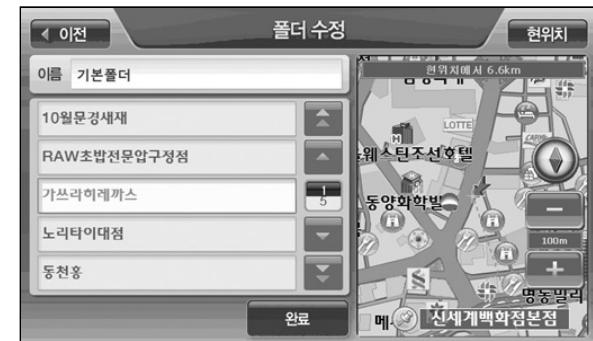 이전
폴더 수정
현위치
이름 기본폴더
10월문경새재
RAW초밥전문압구정점
가쓰라히레까스
1
5
노리타이대점
동천홍
완료
현위치에서 6.6km
LOTTE
H
웨스틴조선호텔
동양화학빌
100m
명동밀리
메
신세계백화점본점